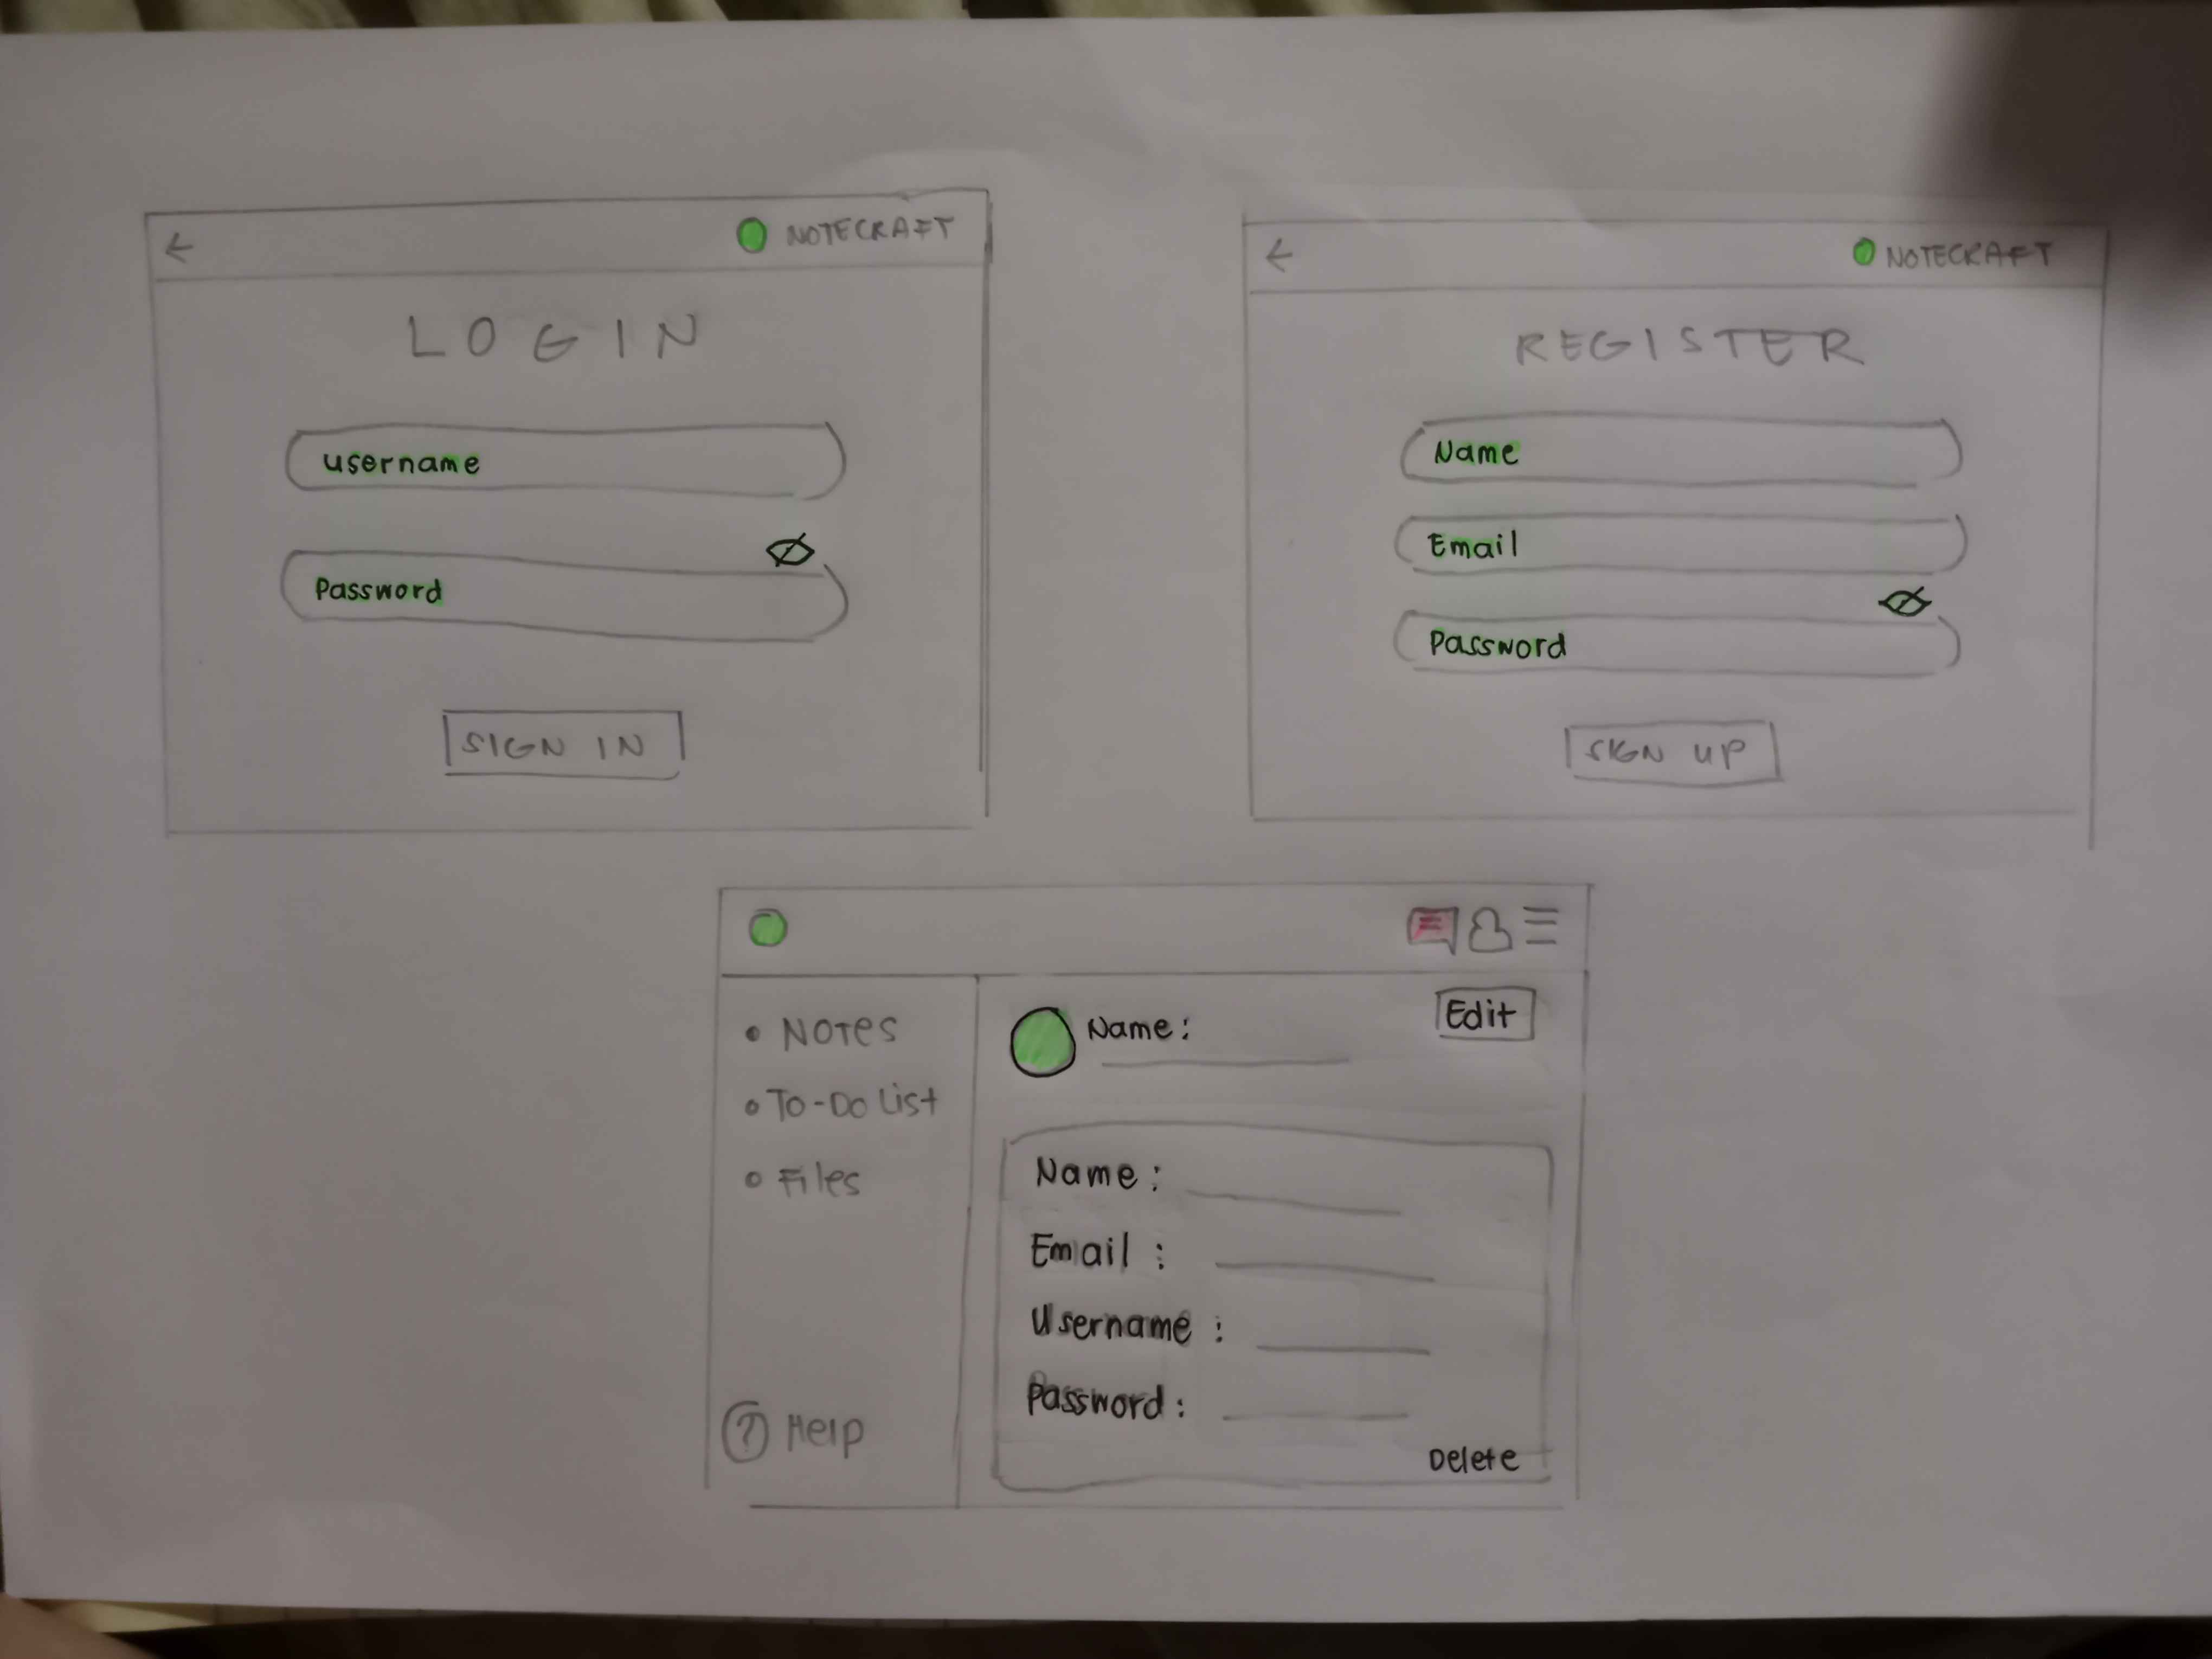 NOTECRAFT
LOGIN
username
Password
SIGN IN
NOTECRAFT
REGISTER
Name
Email
Password
SIGN UP
Edit
Name:
• NOTes
• To-Do List
• Files
? Help
Name :
Email :
Username :
Password :
Delete